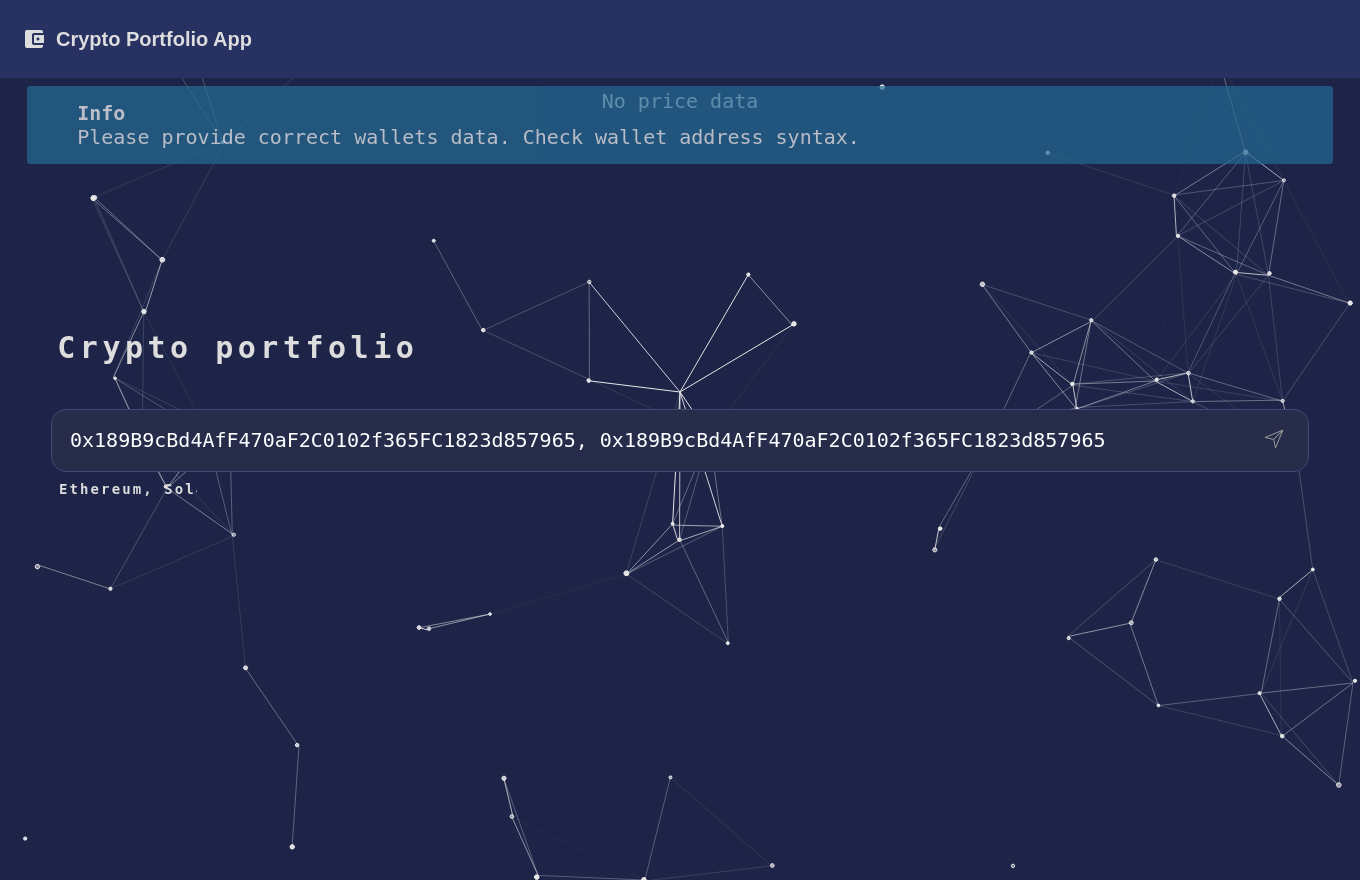 Crypto Portfolio App
No price data
Info
Please provide correct wallets data. Check wallet address syntax.
Crypto portfolio
0x189B9cBd4AfF470aF2C0102f365FC1823d857965, 0x189B9cBd4AfF470aF2C0102f365FC1823d857965
Ethereum, Sol